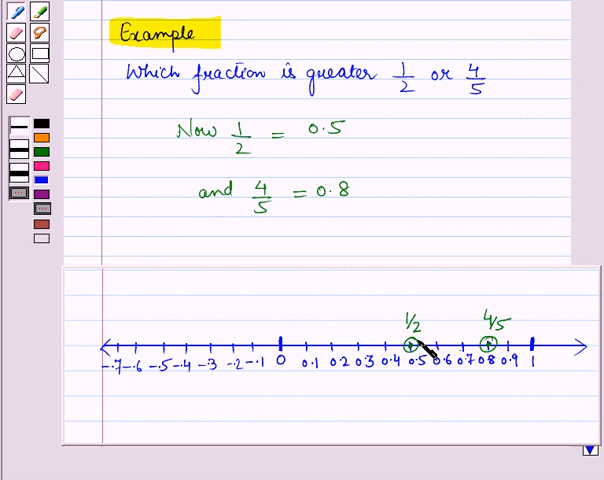 Example
Which fraction is greater 1/2 or 4/5
Now 1/2 = 0.5
and 4/5 = 0.8
1/2 4/5
-.7 -.6 -.5 -.4 -.3 -.2 -.1 0 0.1 0.2 0.3 0.4 0.5 0.6 0.7 0.8 0.9 1